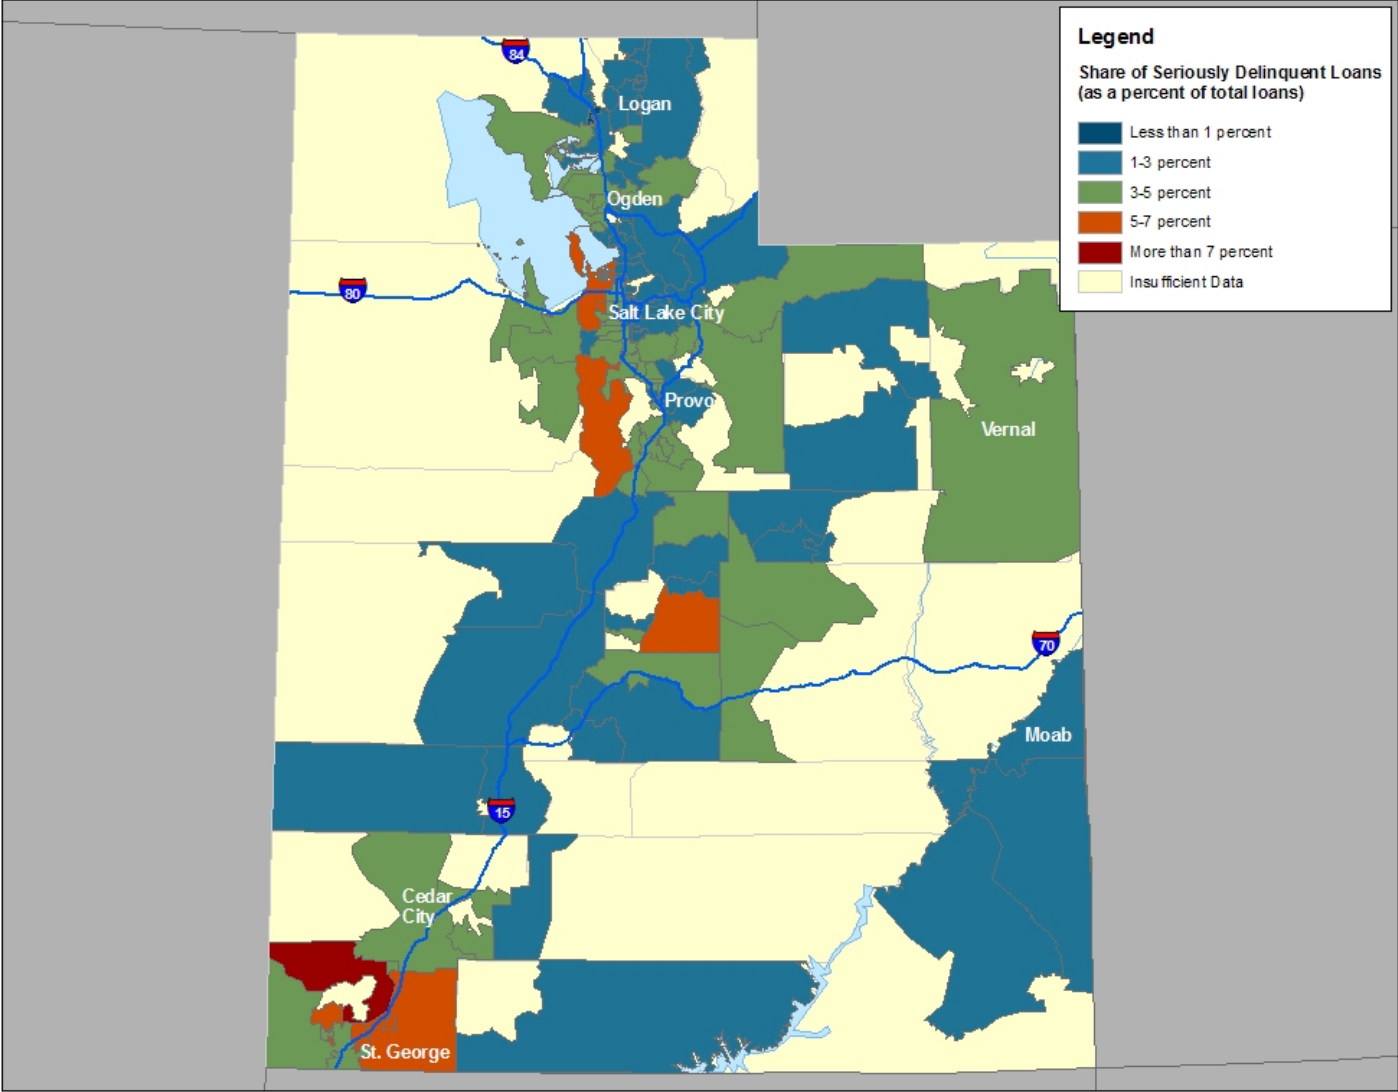 Legend
Share of Seriously Delinquent Loans
(as a percent of total loans)
Less than 1 percent
1-3 percent
3-5 percent
5-7 percent
More than 7 percent
Insufficient Data
84
Logan
Ogden
80
Salt Lake City
Provo
Vernal
70
Moab
15
Cedar
City
St. George